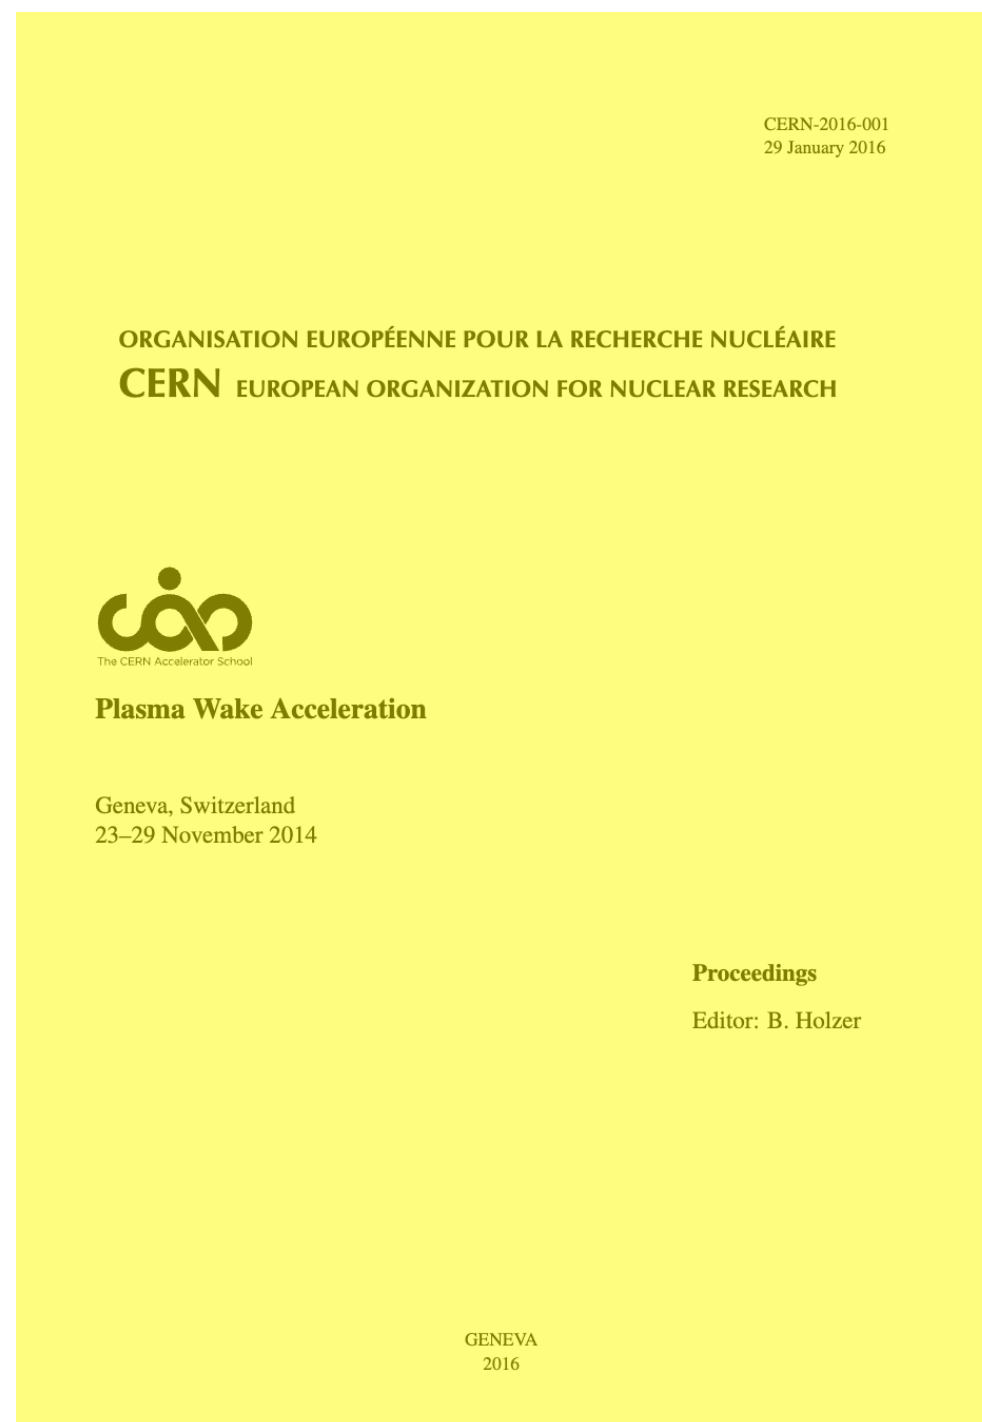 CERN-2016-001
29 January 2016
ORGANISATION EUROPÉENNE POUR LA RECHERCHE NUCLÉAIRE
CERN EUROPEAN ORGANIZATION FOR NUCLEAR RESEARCH
The CERN Accelerator School
Plasma Wake Acceleration
Geneva, Switzerland
23–29 November 2014
Proceedings
Editor: B. Holzer
GENEVA
2016